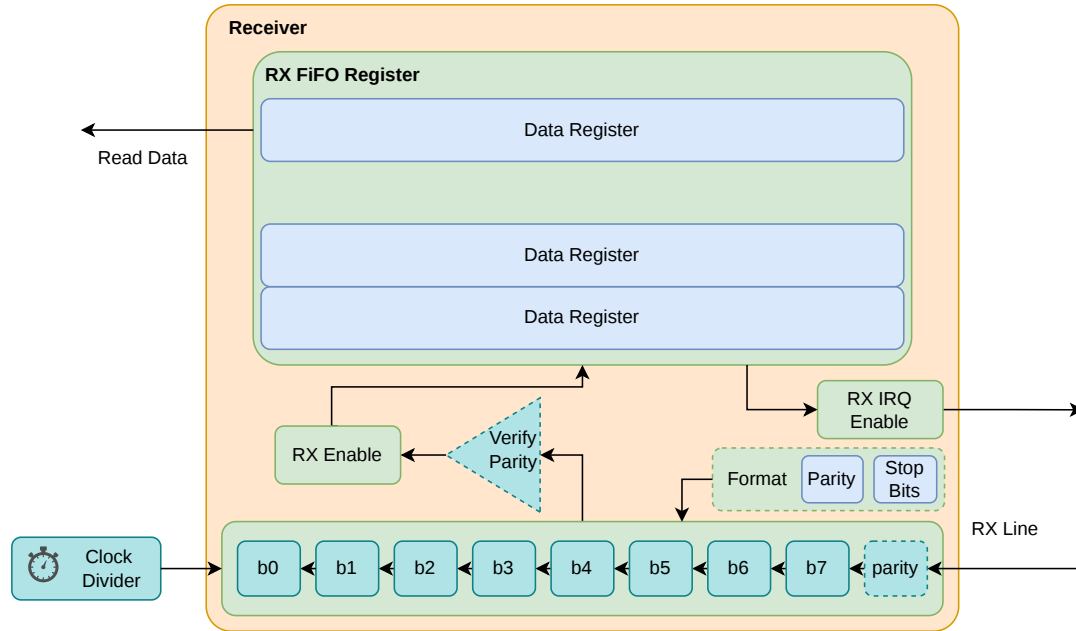 Receiver
RX FiFO Register
Data Register
Read Data
Data Register
Data Register
RX IRQ
Enable
Verify
Parity
RX Enable
Format
Parity
Stop
Bits
RX Line
Clock
Divider
b0
b1
b2
b3
b4
b5
b6
b7
parity